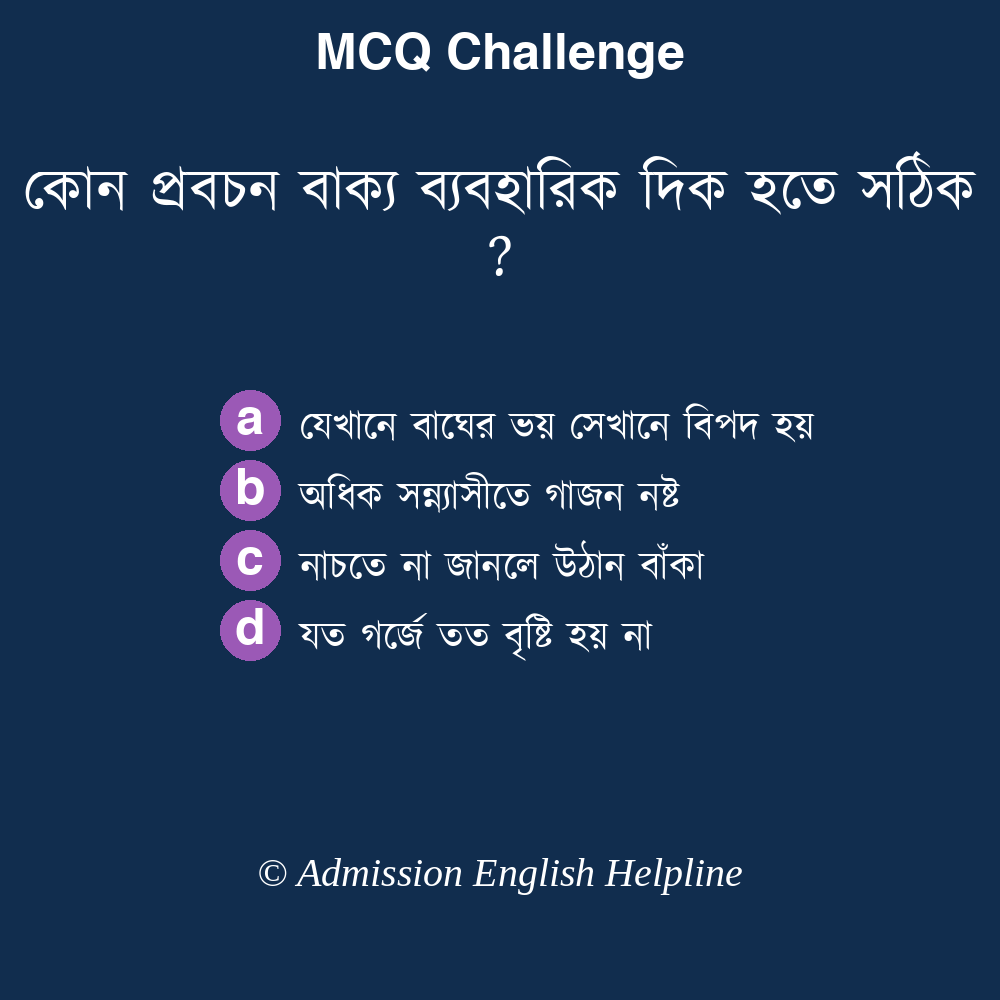 MCQ Challenge
কোন প্রবচন বাক্য ব্যবহারিক দিক হতে সঠিক
?
a যেখানে বাঘের ভয় সেখানে বিপদ হয়
b অধিক সন্ন্যাসীতে গাজন নষ্ট
c নাচতে না জানলে উঠান বাঁকা
d যত গর্জে তত বৃষ্টি হয় না
© Admission English Helpline